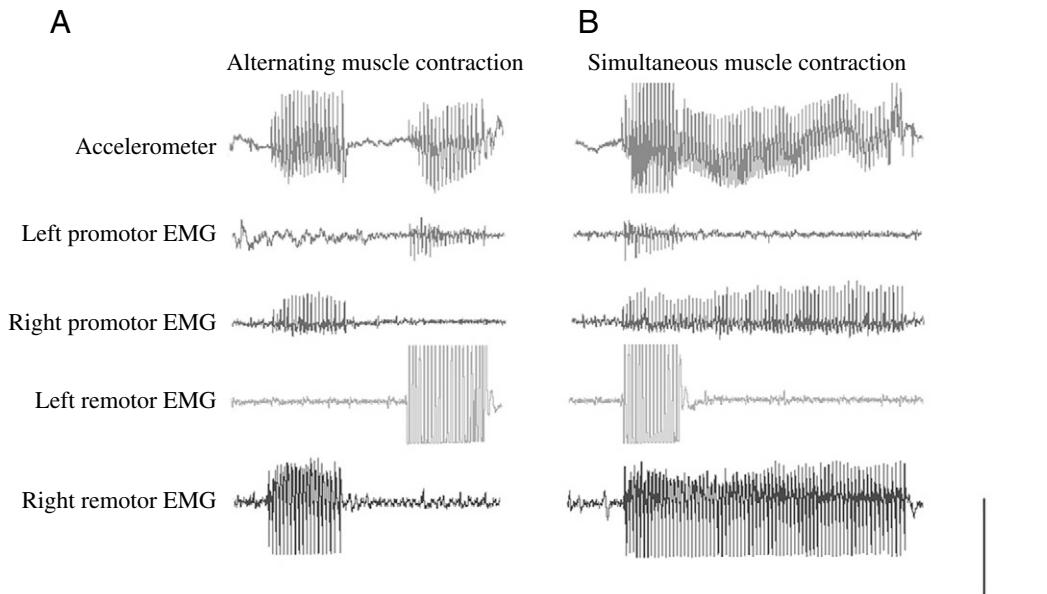 A
B
Alternating muscle contraction
Simultaneous muscle contraction
Accelerometer
Left promotor EMG
Right promotor EMG
Left remotor EMG
Right remotor EMG